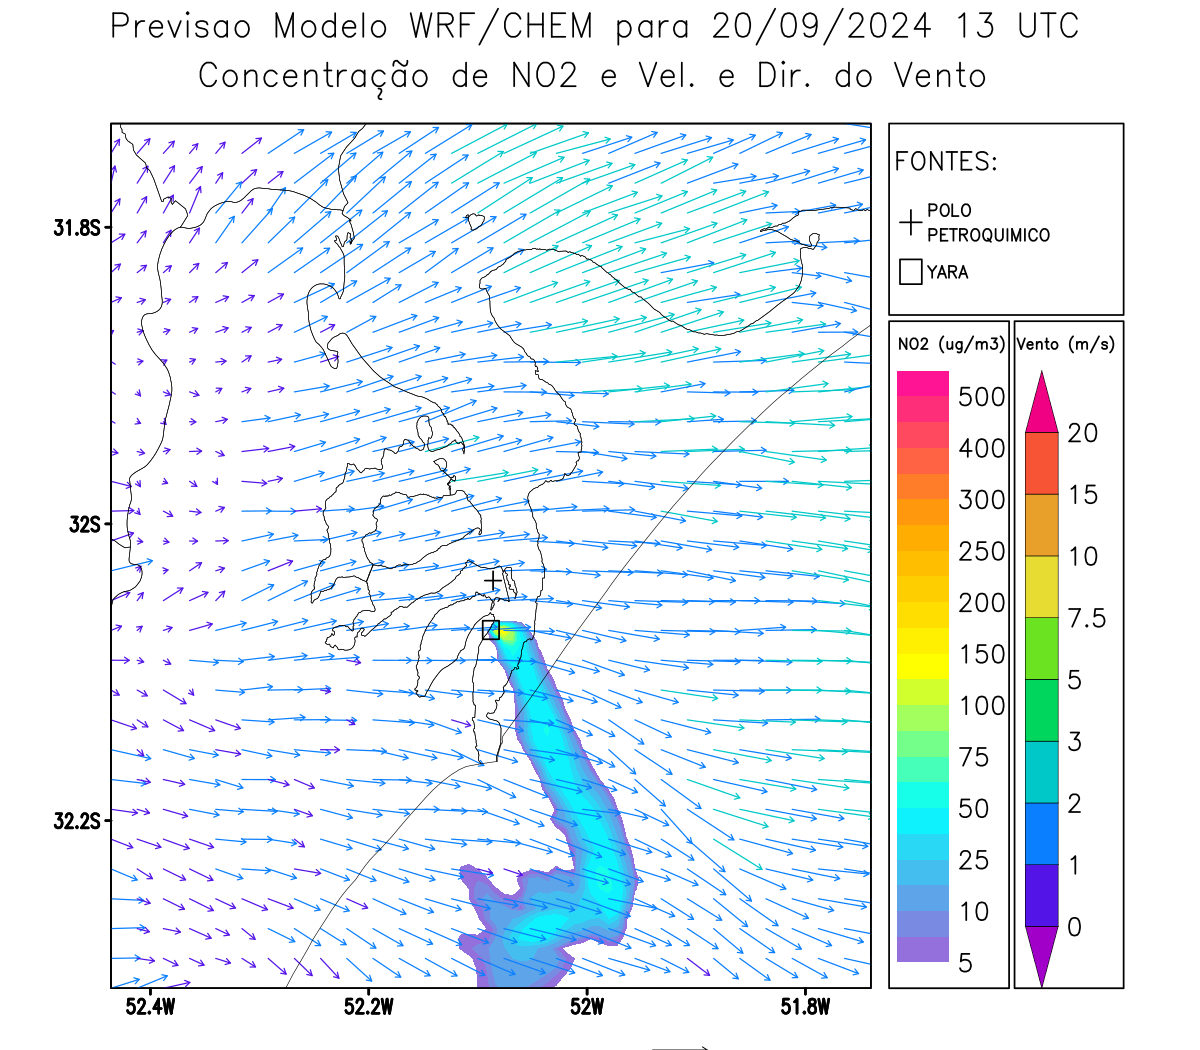 Previsao Modelo WRF/CHEM para 20/09/2024 13 UTC
Concentração de NO2 e Vel. e Dir. do Vento
FONTES:
POLO
PETROQUIMICO
YARA
31.8S
32S
32.2S
52.4W
52.2W
52W
51.8W
NO2 (ug/m3)
500
400
300
250
200
150
100
75
50
25
10
5
Vento (m/s)
20
15
10
7.5
5
3
2
1
0